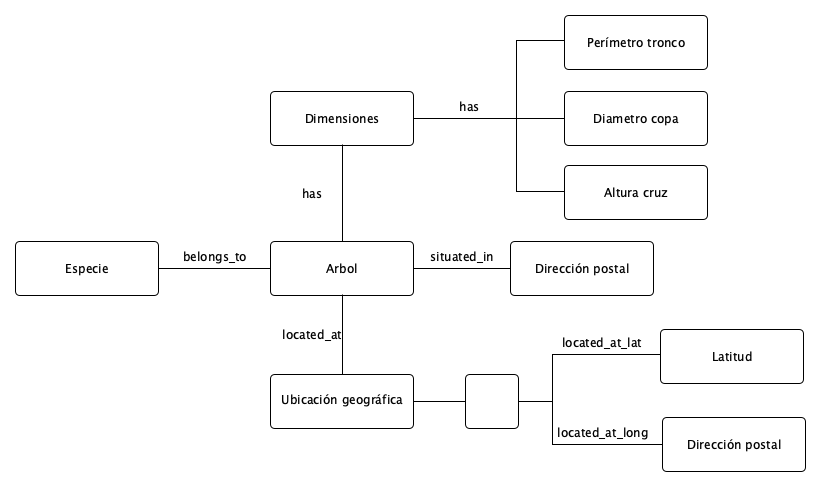 Perímetro tronco
has
Dimensiones
Diametro copa
has
Altura cruz
belongs_to
situated_in
Especie
Arbol
Dirección postal
located_at
located_at_lat
Latitud
Ubicación geográfica
located_at_long
Dirección postal